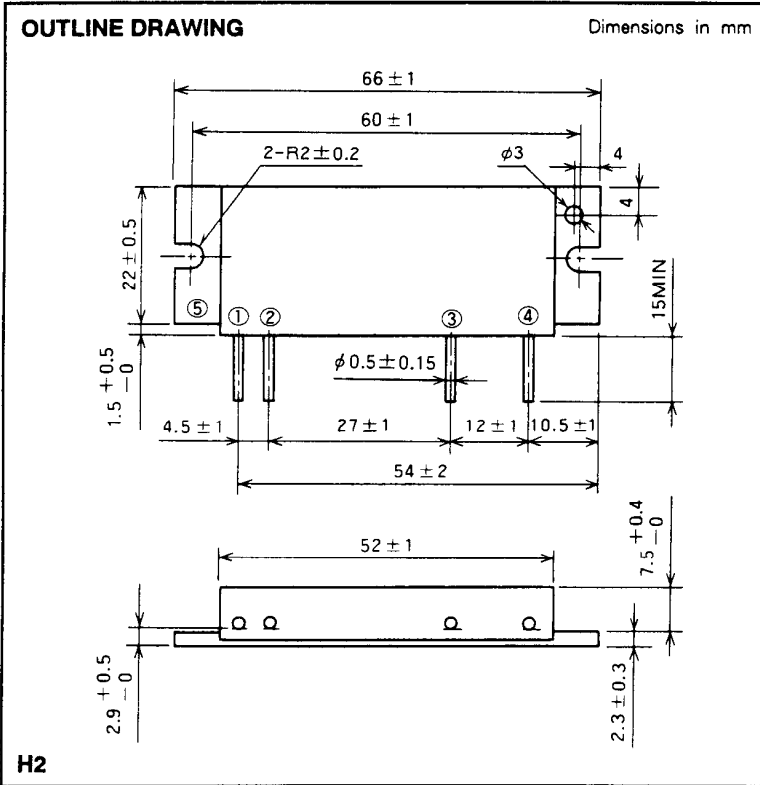 OUTLINE DRAWING
Dimensions in mm
66±1
60±1
2-R2±0.2
φ3
4
4
22±0.5
⑤
①
②
③
④
15MIN
φ0.5±0.15
1.5 +0.5 −0
4.5±1
27±1
12±1
10.5±1
54±2
52±1
7.5 +0.4 −0
2.9 +0.5 −0
2.3±0.3
H2